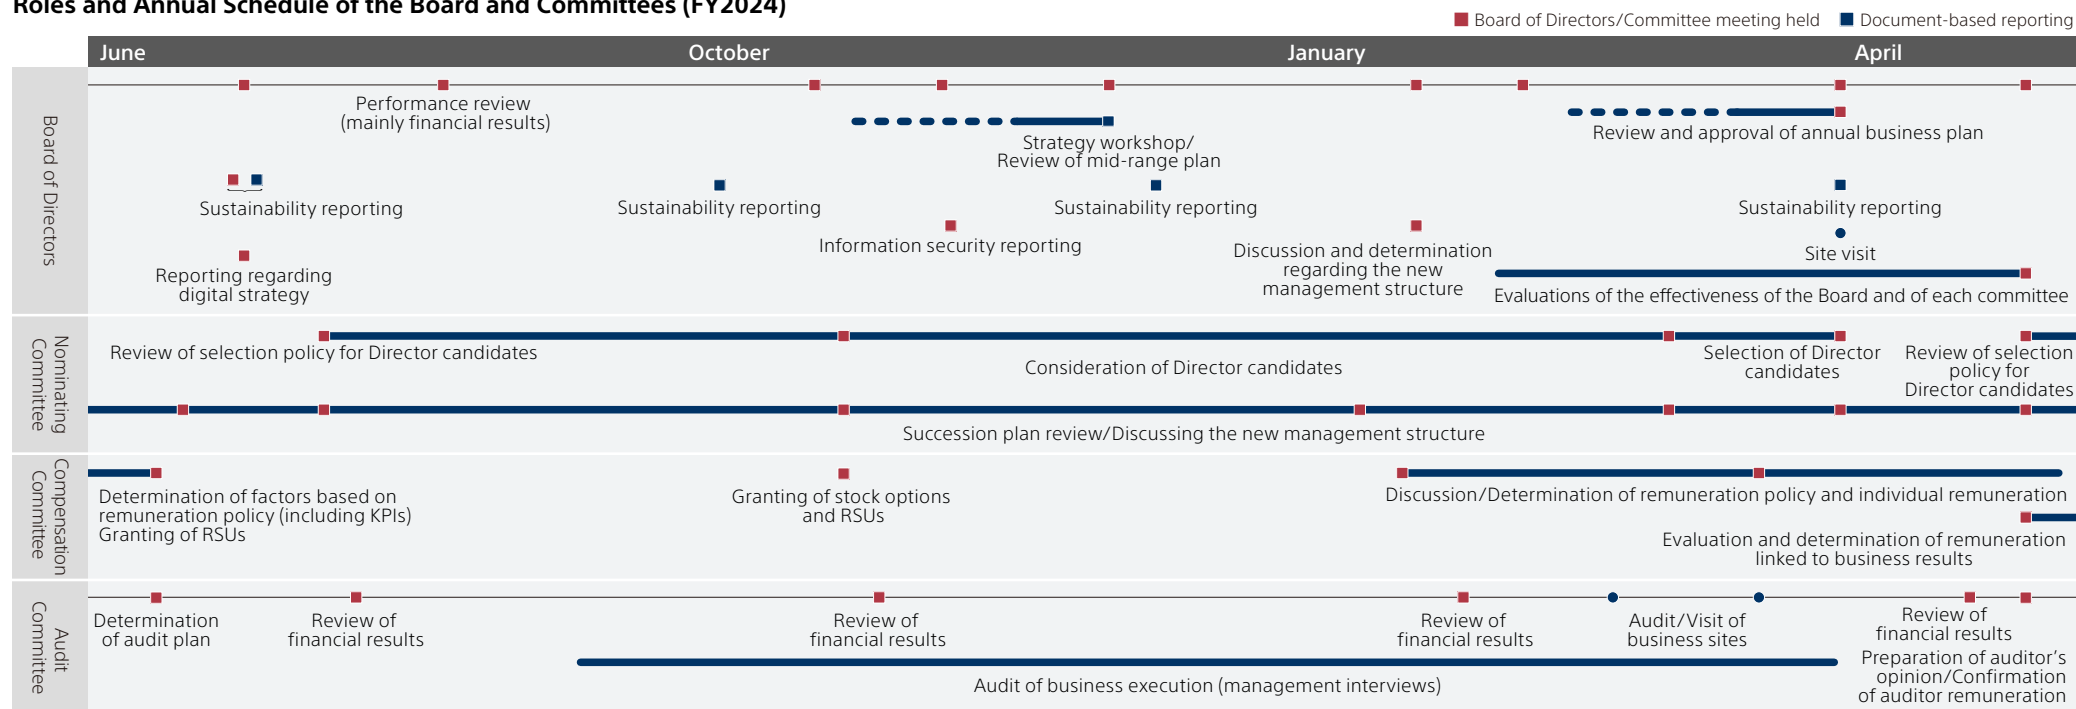 Roles and Annual Schedule of the Board and Committees (FY2024)
Board of Directors/Committee meeting held
Document-based reporting
June
October
January
April
Board of Directors
Performance review
(mainly financial results)
Strategy workshop/
Review of mid-range plan
Review and approval of annual business plan
Sustainability reporting
Sustainability reporting
Sustainability reporting
Sustainability reporting
Information security reporting
Discussion and determination
regarding the new
management structure
Site visit
Reporting regarding
digital strategy
Evaluations of the effectiveness of the Board and of each committee
Nominating
Committee
Review of selection policy for Director candidates
Consideration of Director candidates
Selection of Director
candidates
Review of selection
policy for
Director candidates
Succession plan review/Discussing the new management structure
Compensation
Committee
Determination of factors based on
remuneration policy (including KPIs)
Granting of RSUs
Granting of stock options
and RSUs
Discussion/Determination of remuneration policy and individual remuneration
Evaluation and determination of remuneration
linked to business results
Audit
Committee
Determination
of audit plan
Review of
financial results
Review of
financial results
Review of
financial results
Audit/Visit of
business sites
Review of
financial results
Audit of business execution (management interviews)
Preparation of auditor’s
opinion/Confirmation
of auditor remuneration